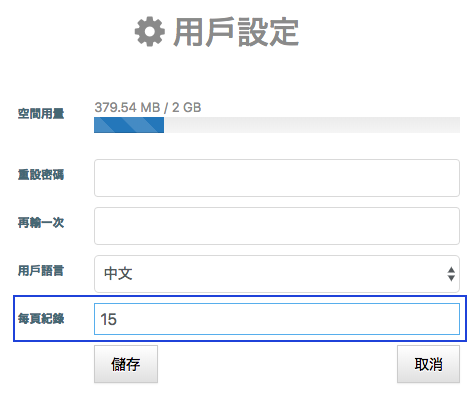 用戶設定
空間用量
379.54 MB / 2 GB
重設密碼
再輸一次
用戶語言
中文
每頁紀錄
15
儲存
取消